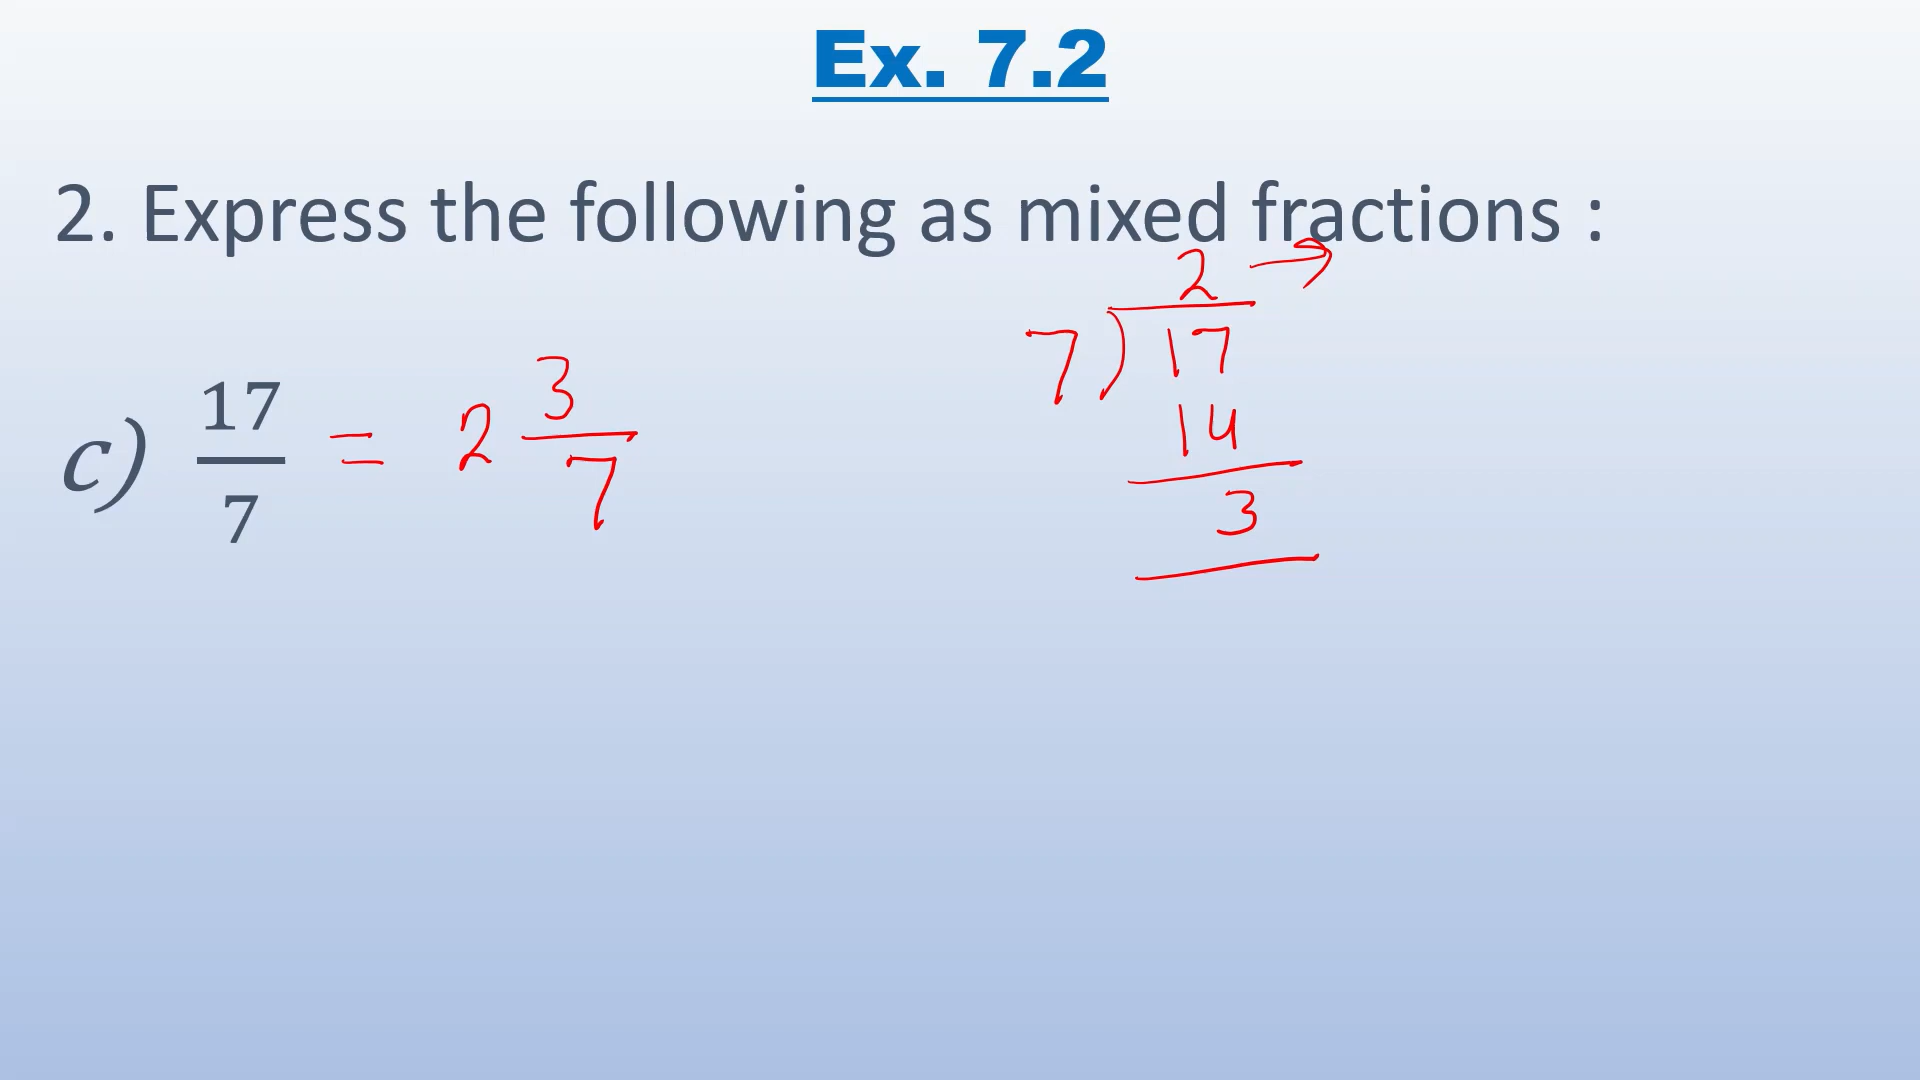 Ex. 7.2
2. Express the following as mixed fractions :
c) 17/7 = 2 3/7
2 →
7) 17
14
3